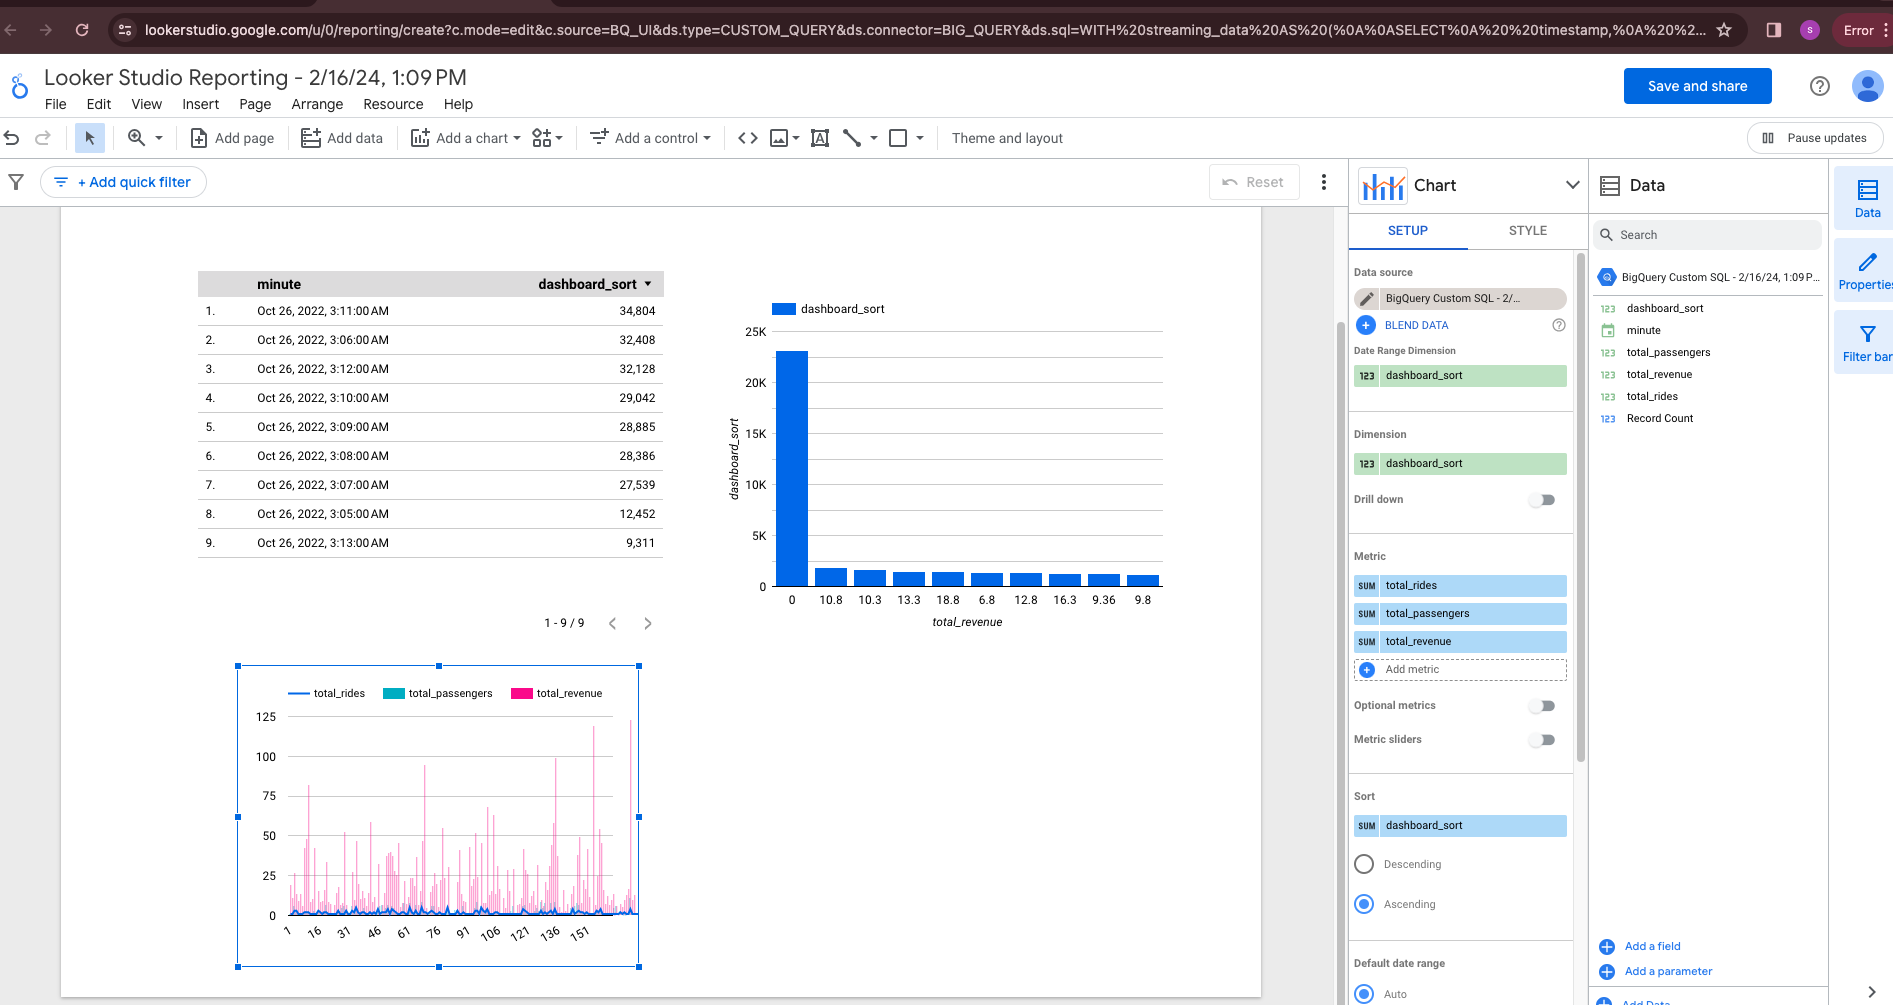 lookerstudio.google.com/u/0/reporting/create?c.mode=edit&c.source=BQ_UI&ds.type=CUSTOM_QUERY&ds.connector=BIG_QUERY&ds.sql=WITH%20streaming_data%20AS%20(%0A%0ASELECT%0A%20%20timestamp,%0A%20%2...
S
Error
Looker Studio Reporting - 2/16/24, 1:09 PM
File Edit View Insert Page Arrange Resource Help
Save and share
Add page
Add data
Add a chart
Add a control
Theme and layout
Pause updates
+ Add quick filter
Reset
minute dashboard_sort
1. Oct 26, 2022, 3:11:00 AM 34,804
2. Oct 26, 2022, 3:06:00 AM 32,408
3. Oct 26, 2022, 3:12:00 AM 32,128
4. Oct 26, 2022, 3:10:00 AM 29,042
5. Oct 26, 2022, 3:09:00 AM 28,885
6. Oct 26, 2022, 3:08:00 AM 28,386
7. Oct 26, 2022, 3:07:00 AM 27,539
8. Oct 26, 2022, 3:05:00 AM 12,452
9. Oct 26, 2022, 3:13:00 AM 9,311
1 - 9 / 9
dashboard_sort
25K
20K
15K
10K
5K
0
dashboard_sort
0 10.8 10.3 13.3 18.8 6.8 12.8 16.3 9.36 9.8
total_revenue
total_rides total_passengers total_revenue
125
100
75
50
25
0
1 16 31 46 61 76 91 106 121 136 151
Chart
SETUP STYLE
Data source
BigQuery Custom SQL - 2/...
BLEND DATA
Date Range Dimension
123 dashboard_sort
Dimension
123 dashboard_sort
Drill down
Metric
SUM total_rides
SUM total_passengers
SUM total_revenue
Add metric
Optional metrics
Metric sliders
Sort
SUM dashboard_sort
Descending
Ascending
Default date range
Auto
Data
Search
BigQuery Custom SQL - 2/16/24, 1:09 P...
123 dashboard_sort
minute
123 total_passengers
123 total_revenue
123 total_rides
123 Record Count
Add a field
Add a parameter
Add Data
Data
Properties
Filter bar